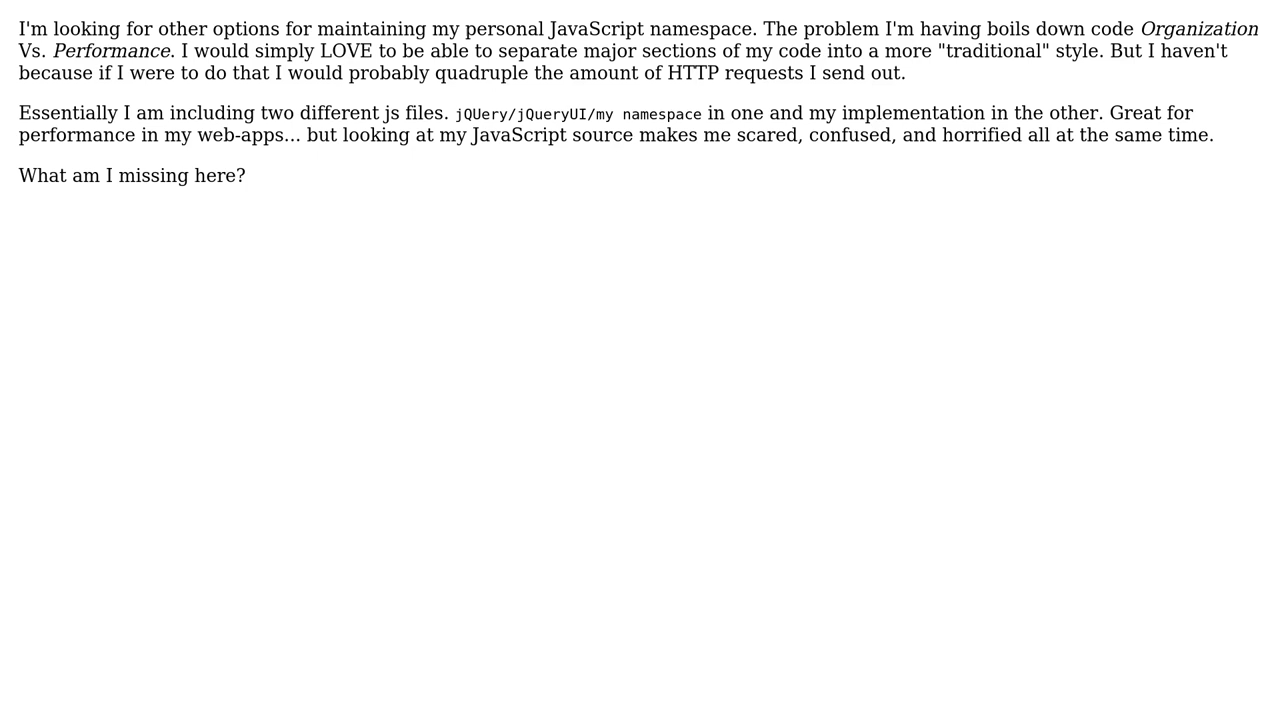 I'm looking for other options for maintaining my personal JavaScript namespace. The problem I'm having boils down code Organization
Vs. Performance. I would simply LOVE to be able to separate major sections of my code into a more "traditional" style. But I haven't
because if I were to do that I would probably quadruple the amount of HTTP requests I send out.
Essentially I am including two different js files. jQUery/jQueryUI/my namespace in one and my implementation in the other. Great for
performance in my web-apps... but looking at my JavaScript source makes me scared, confused, and horrified all at the same time.
What am I missing here?